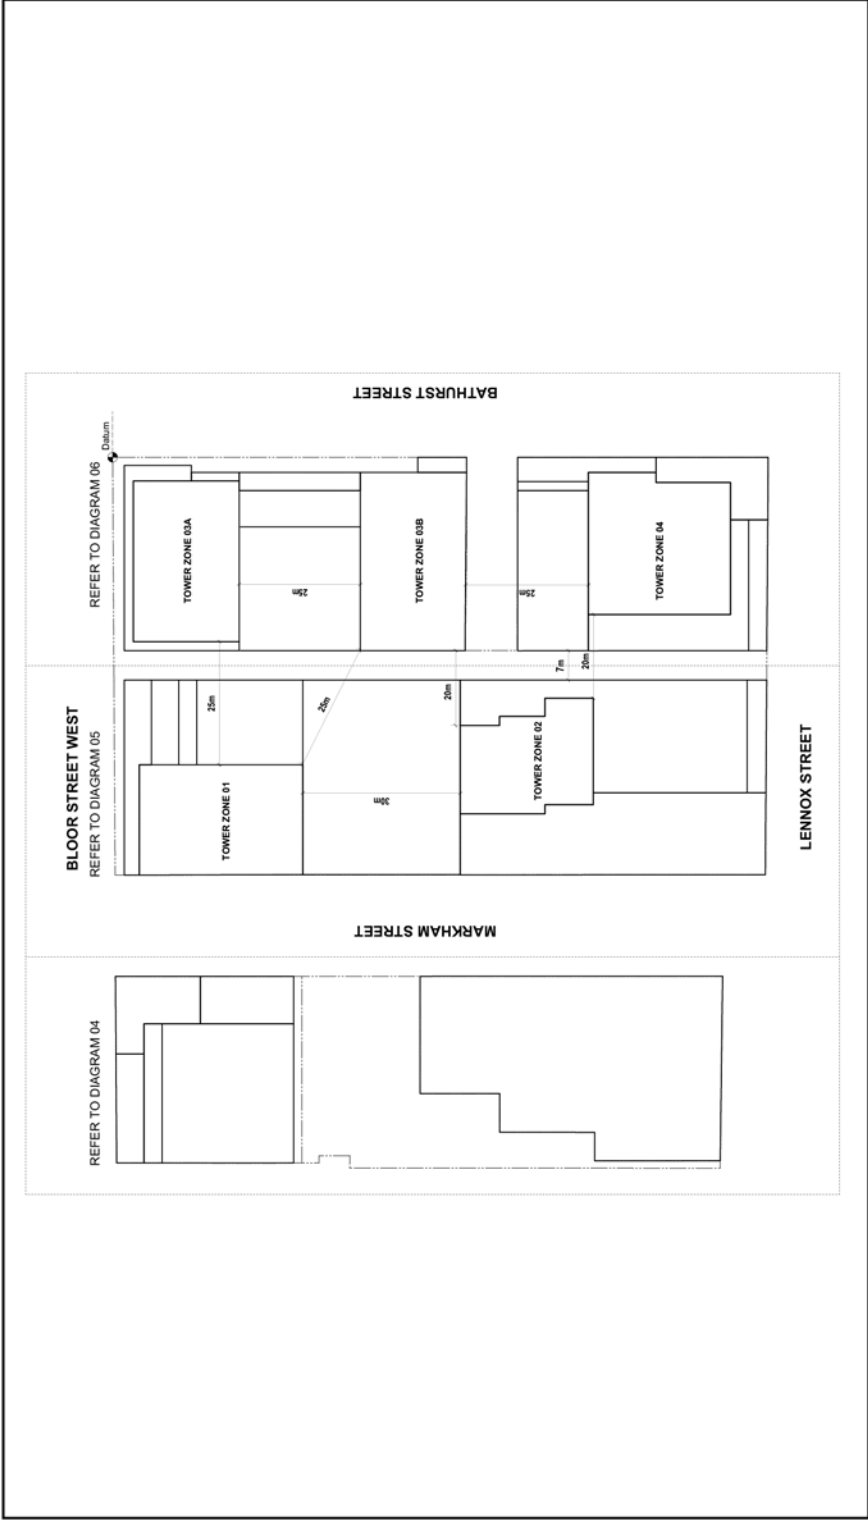 BLOOR STREET WEST
REFER TO DIAGRAM 04
REFER TO DIAGRAM 05
REFER TO DIAGRAM 06
Datum
TOWER ZONE 03A
25m
TOWER ZONE 01
25m
25m
30m
MARKHAM STREET
BATHURST STREET
TOWER ZONE 03B
20m
25m
TOWER ZONE 02
7m
20m
TOWER ZONE 04
LENNOX STREET